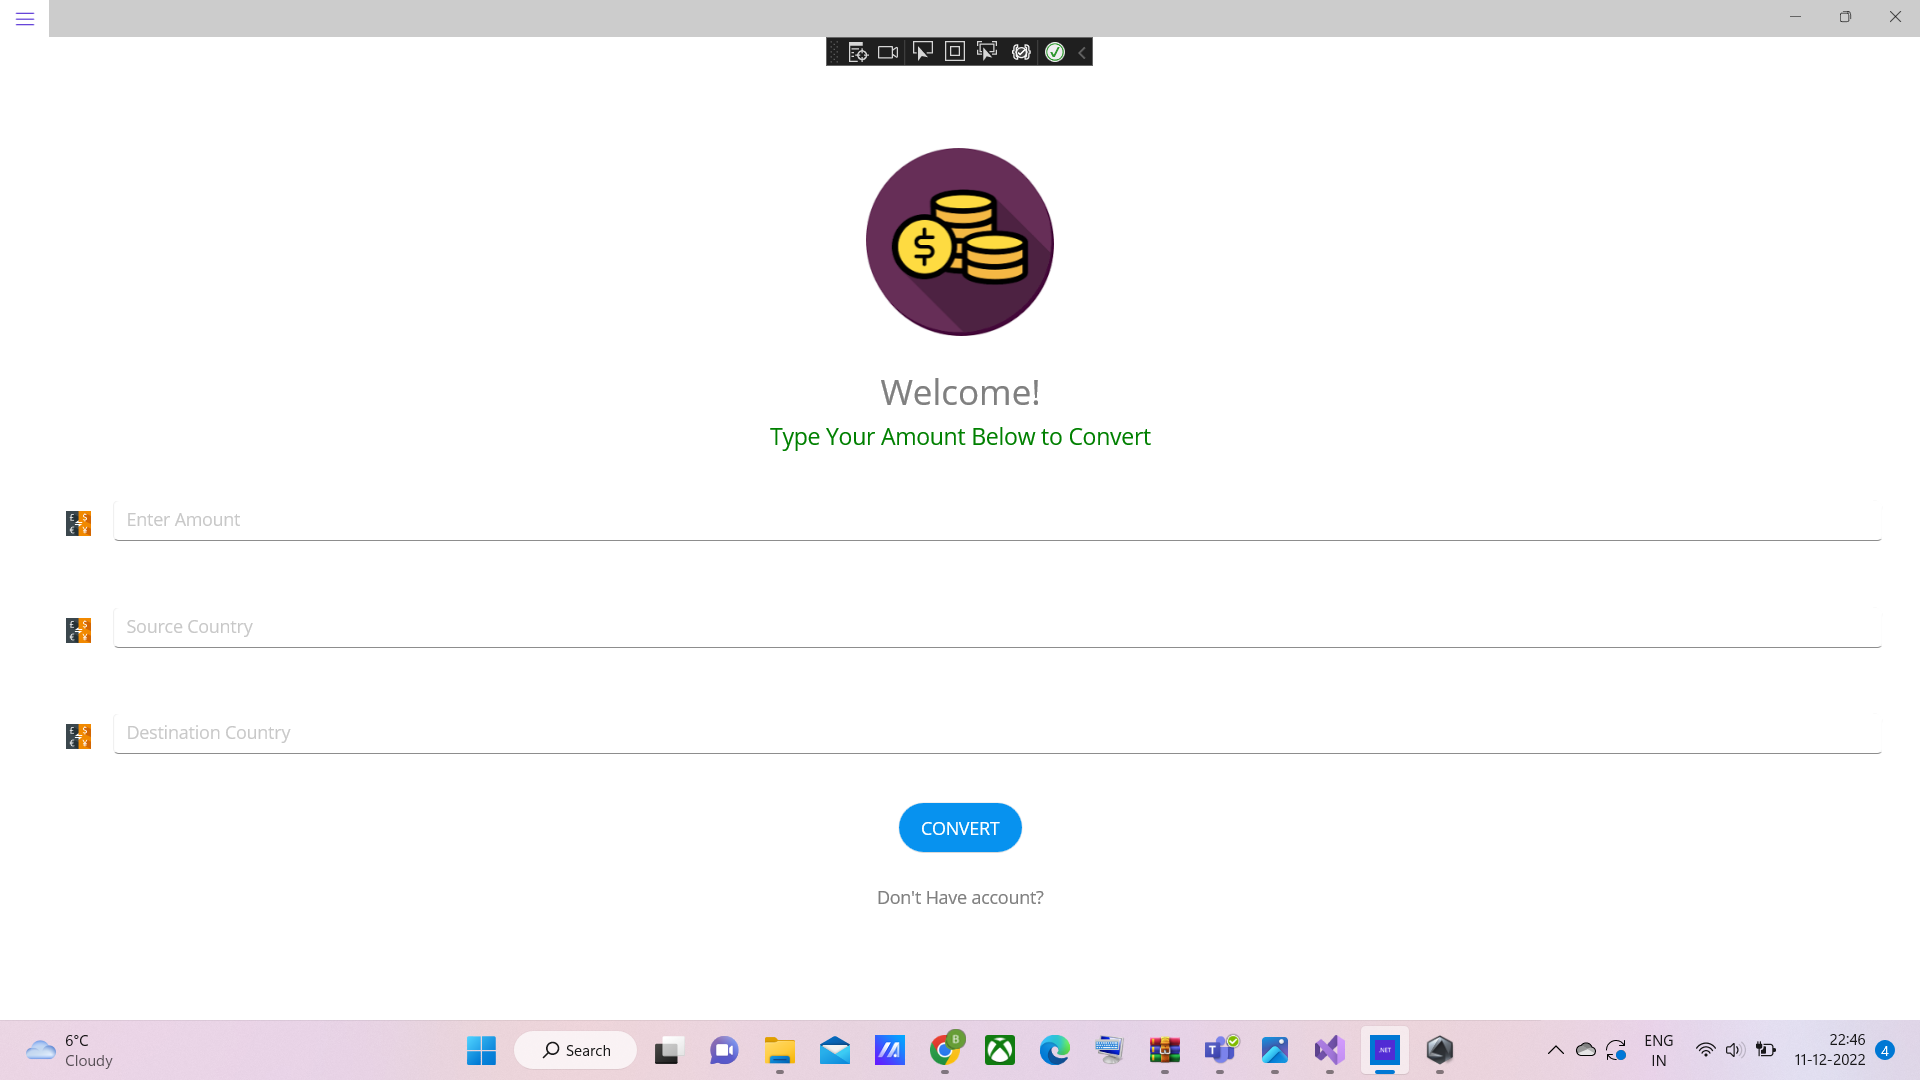 Welcome!
Type Your Amount Below to Convert
Enter Amount
Source Country
Destination Country
CONVERT
Don't Have account?
6°C
Cloudy
Search
B
.NET
ENG
IN
22:46
11-12-2022
4